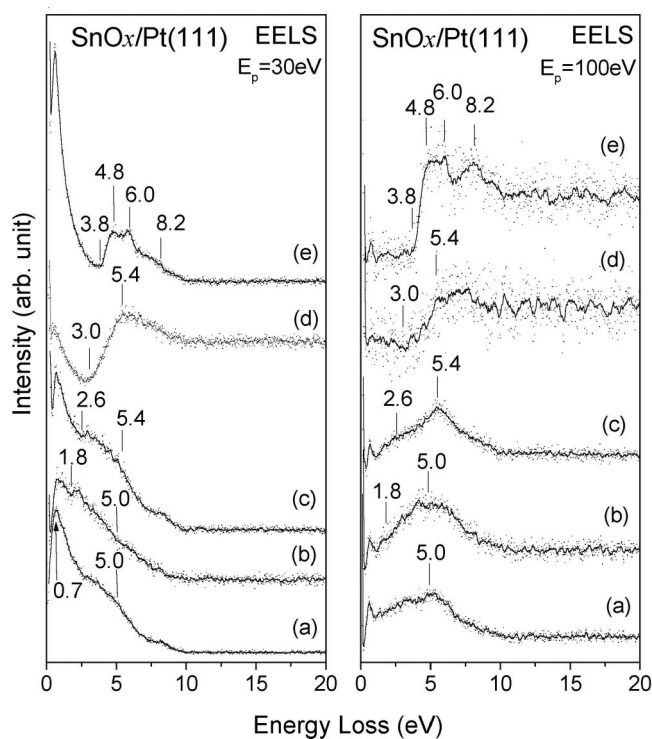 SnOx/Pt(111) EELS
Ep=30eV
4.8
6.0
3.8
8.2
(e)
5.4
(d)
3.0
2.6
5.4
(c)
1.8
5.0
(b)
5.0
0.7
(a)
0 5 10 15 20
SnOx/Pt(111) EELS
Ep=100eV
6.0
4.8
8.2
(e)
3.8
5.4
(d)
3.0
5.4
2.6
(c)
5.0
1.8
(b)
5.0
(a)
0 5 10 15 20
Intensity (arb. unit)
Energy Loss (eV)